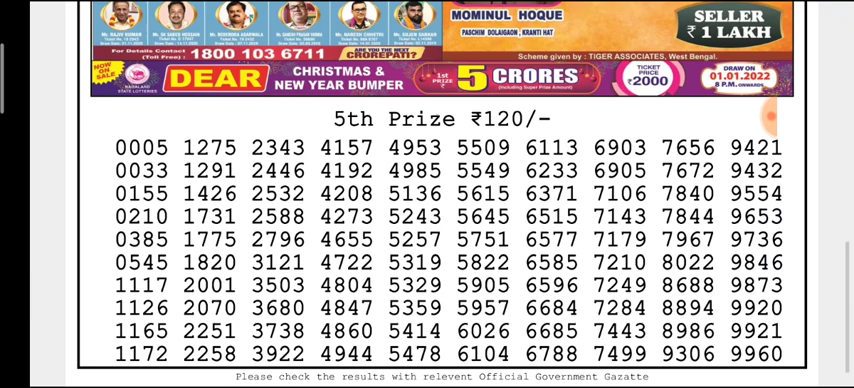 MOMINUL HOQUE
PASCHIM DOLAIGAON, KRANTI HAT
SELLER
₹ 1 LAKH
For Details Contact
(Toll Free) : 1800 103 6711
ARE YOU THE NEXT
CROREPATI?
Scheme given by : TIGER ASSOCIATES, West Bengal.
NOW ON SALE
NAGALAND
STATE LOTTERIES
DEAR
CHRISTMAS &
NEW YEAR BUMPER
1st PRIZE ₹ 5 CRORES
(Including Super Prize Amount)
TICKET PRICE
₹2000
DRAW ON
01.01.2022
8 P.M. ONWARDS
5th Prize ₹120/-
0005 1275 2343 4157 4953 5509 6113 6903 7656 9421
0033 1291 2446 4192 4985 5549 6233 6905 7672 9432
0155 1426 2532 4208 5136 5615 6371 7106 7840 9554
0210 1731 2588 4273 5243 5645 6515 7143 7844 9653
0385 1775 2796 4655 5257 5751 6577 7179 7967 9736
0545 1820 3121 4722 5319 5822 6585 7210 8022 9846
1117 2001 3503 4804 5329 5905 6596 7249 8688 9873
1126 2070 3680 4847 5359 5957 6684 7284 8894 9920
1165 2251 3738 4860 5414 6026 6685 7443 8986 9921
1172 2258 3922 4944 5478 6104 6788 7499 9306 9960
Please check the results with relevent Official Government Gazatte